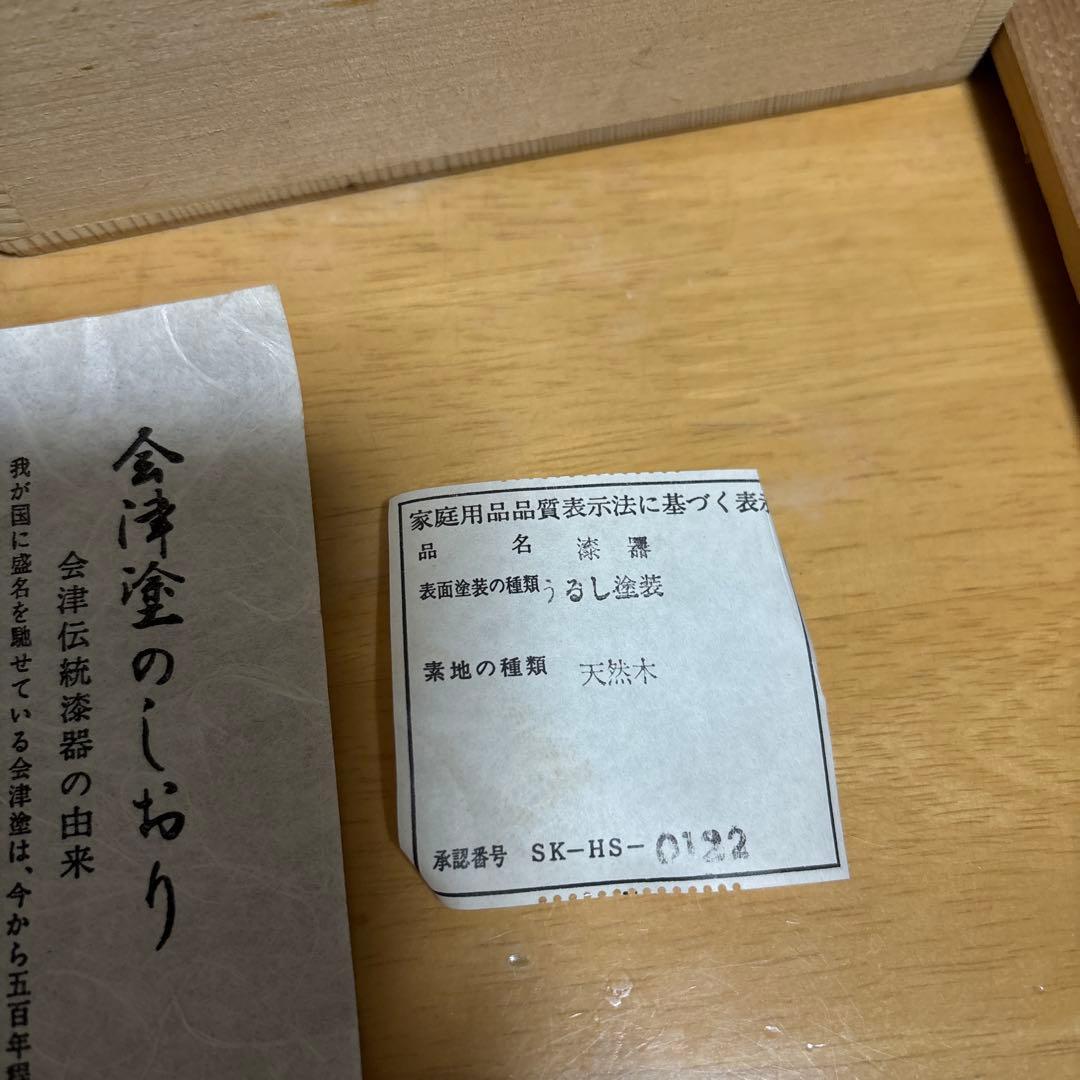 会津塗のしおり
会津伝統漆器の由来
我が国に盛名を馳せている会津塗は、今から五百年程
家庭用品品質表示法に基づく表示
品名 漆器
表面塗装の種類 うるし塗装
素地の種類 天然木
承認番号 SK-HS-0122